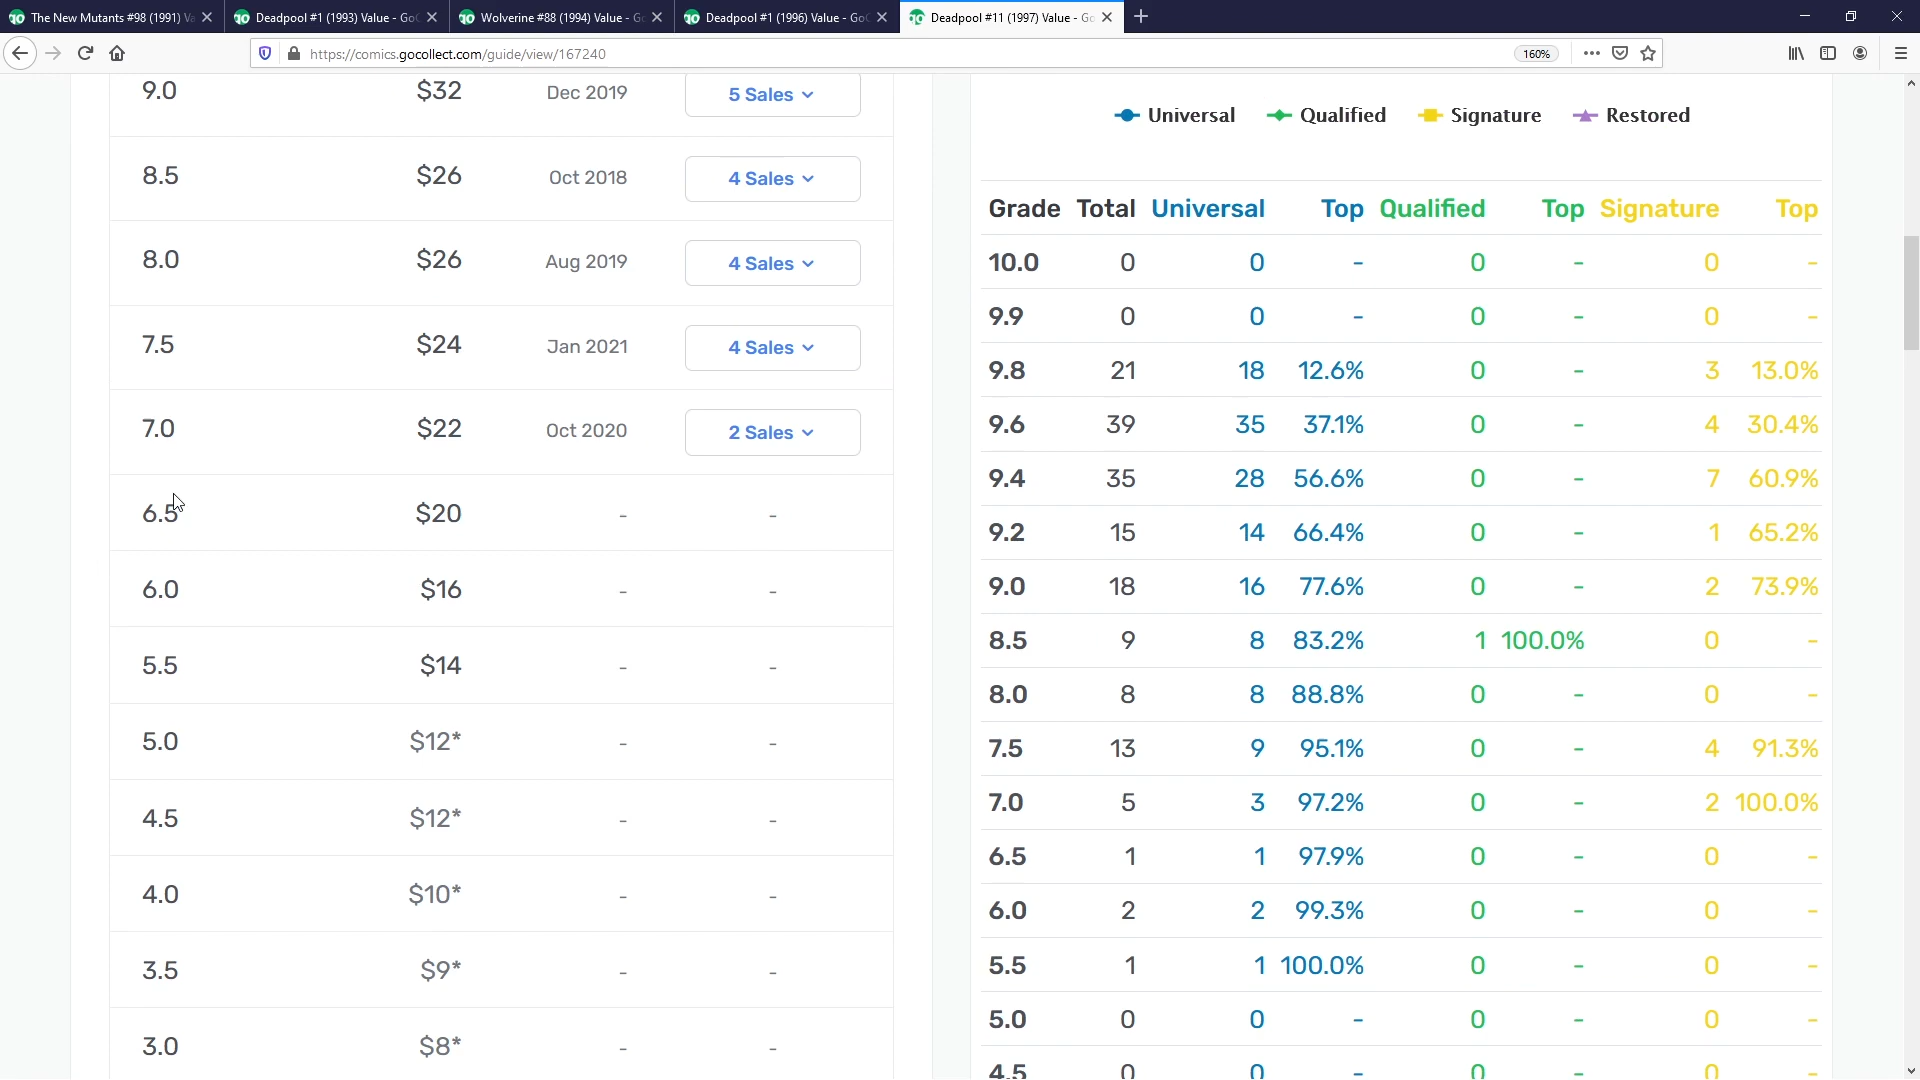 The New Mutants #98 (1991) Va
Deadpool #1 (1993) Value - GoC
Wolverine #88 (1994) Value - Go
Deadpool #1 (1996) Value - GoC
Deadpool #11 (1997) Value - Go
https://comics.gocollect.com/guide/view/167240
160%
9.0 $32 Dec 2019 5 Sales
8.5 $26 Oct 2018 4 Sales
8.0 $26 Aug 2019 4 Sales
7.5 $24 Jan 2021 4 Sales
7.0 $22 Oct 2020 2 Sales
6.5 $20 - -
6.0 $16 - -
5.5 $14 - -
5.0 $12* - -
4.5 $12* - -
4.0 $10* - -
3.5 $9* - -
3.0 $8* - -
Universal Qualified Signature Restored
Grade Total Universal Top Qualified Top Signature Top
10.0 0 0 - 0 - 0 -
9.9 0 0 - 0 - 0 -
9.8 21 18 12.6% 0 - 3 13.0%
9.6 39 35 37.1% 0 - 4 30.4%
9.4 35 28 56.6% 0 - 7 60.9%
9.2 15 14 66.4% 0 - 1 65.2%
9.0 18 16 77.6% 0 - 2 73.9%
8.5 9 8 83.2% 1 100.0% 0 -
8.0 8 8 88.8% 0 - 0 -
7.5 13 9 95.1% 0 - 4 91.3%
7.0 5 3 97.2% 0 - 2 100.0%
6.5 1 1 97.9% 0 - 0 -
6.0 2 2 99.3% 0 - 0 -
5.5 1 1 100.0% 0 - 0 -
5.0 0 0 - 0 - 0 -
4.5 0 0 - 0 - 0 -